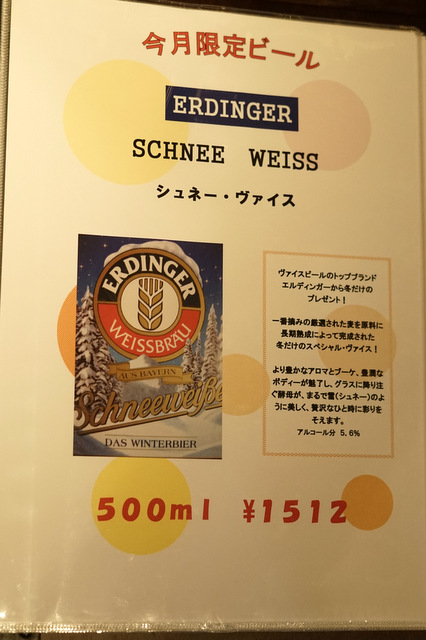 今月限定ビール
ERDINGER
SCHNEE WEISS
シュネー・ヴァイス
ERDINGER
WEISSBRÄU
AUS BAYERN
Schneeweiße
DAS WINTERBIER
ヴァイスビールのトップブランド
エルディンガーから冬だけの
プレゼント！
一番摘みの厳選された麦を原料に
長期熟成によって完成された
冬だけのスペシャル・ヴァイス！
より豊かなアロマとブーケ、豊潤な
ボディーが魅了し、グラスに降り注
ぐ酵母が、まるで雪(シュネー)のよ
うに美しく、贅沢なひと時に彩りを
そえます。
アルコール分 5.6%
500ml ¥1512